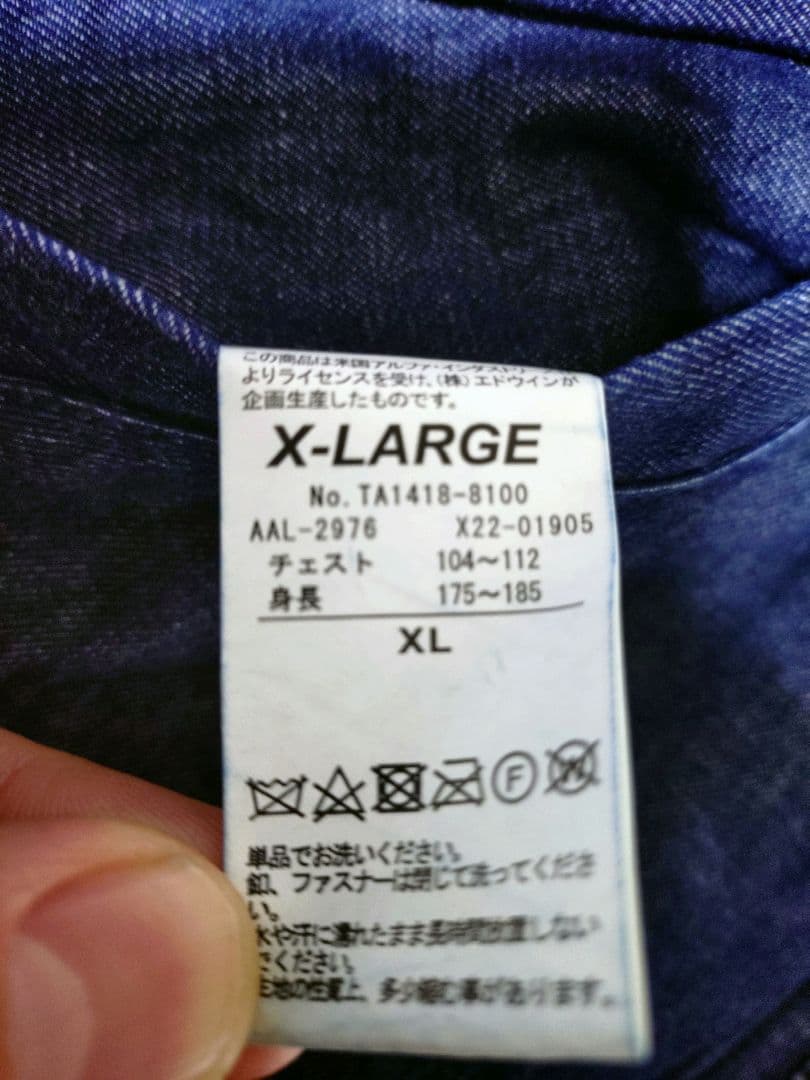 この商品は米国アルファ・インダストリーズ
よりライセンスを受け、(株)エドウインが
企画生産したものです。
X-LARGE
No. TA1418-8100
AAL-2976 X22-01905
チェスト 104～112
身長 175～185
XL
F W
単品でお洗いください。
ファスナーは閉じて洗ってくださ
い。
水や汗に濡れたまま長時間放置しない
でください。
生地の性質上、多少縮む事があります。